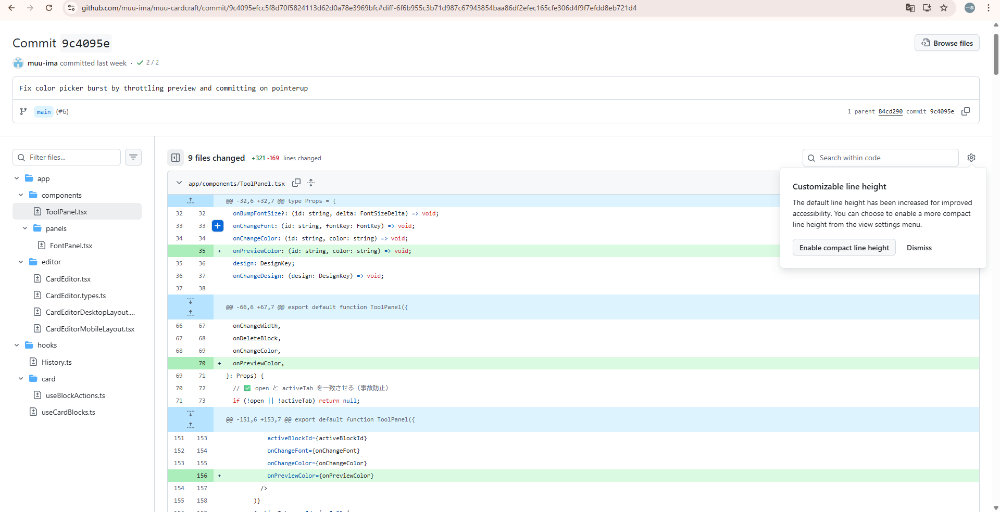 github.com/muu-ima/muu-cardcraft/commit/9c4095efcc5f8d70f5824113d62d0a78e3969bfc#diff-6f6b955c3b71d987c67943854baa86df2efec165cfe306d4f9f7efdd8eb721d4
Commit 9c4095e
Browse files
muu-ima committed last week · 2 / 2
Fix color picker burst by throttling preview and committing on pointerup
main (#6)
1 parent 84cd290 commit 9c4095e
Filter files...
app
components
ToolPanel.tsx
panels
FontPanel.tsx
editor
CardEditor.tsx
CardEditor.types.ts
CardEditorDesktopLayout....
CardEditorMobileLayout.tsx
hooks
History.ts
card
useBlockActions.ts
useCardBlocks.ts
9 files changed +321 -169 lines changed
Search within code
Customizable line height
The default line height has been increased for improved
accessibility. You can choose to enable a more compact
line height from the view settings menu.
Enable compact line height Dismiss
app/components/ToolPanel.tsx
@@ -32,6 +32,7 @@ type Props = {
32 32 onBumpFontSize?: (id: string, delta: FontSizeDelta) => void;
33 33 onChangeFont: (id: string, fontKey: FontKey) => void;
34 34 onChangeColor: (id: string, color: string) => void;
35 + onPreviewColor: (id: string, color: string) => void;
35 36 design: DesignKey;
36 37 onChangeDesign: (design: DesignKey) => void;
37 38
@@ -66,6 +67,7 @@ export default function ToolPanel({
66 67 onChangeWidth,
67 68 onDeleteBlock,
68 69 onChangeColor,
70 + onPreviewColor,
69 71 }: Props) {
70 72 // ✅ open と activeTab を一致させる（事故防止）
71 73 if (!open || !activeTab) return null;
@@ -151,6 +153,7 @@ export default function ToolPanel({
151 153 activeBlockId={activeBlockId}
152 154 onChangeFont={onChangeFont}
153 155 onChangeColor={onChangeColor}
156 + onPreviewColor={onPreviewColor}
154 157 />
155 158 )}